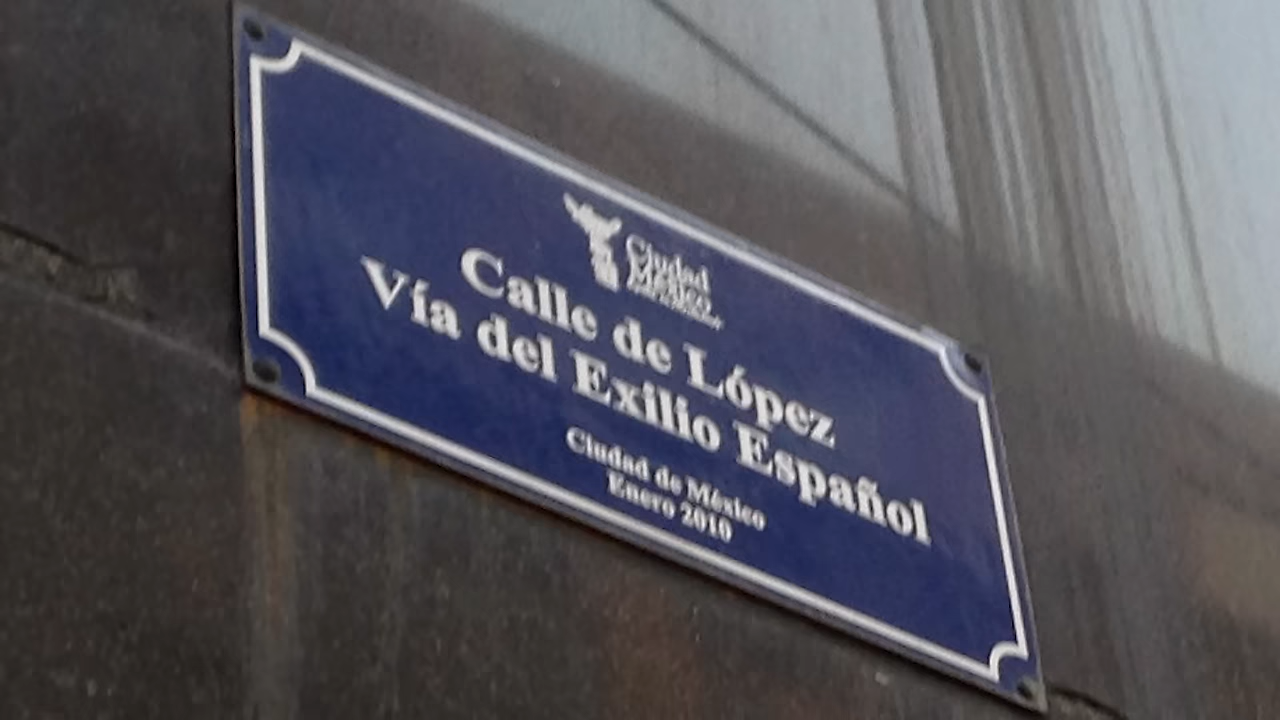 Ciudad
México
Calle de López
Vía del Exilio Español
Ciudad de México
Enero 2010